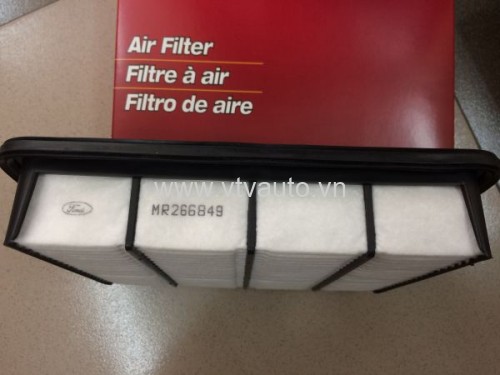 Air Filter
Filtre à air
Filtro de aire
www.vtvauto.vn
Ford
MR266849